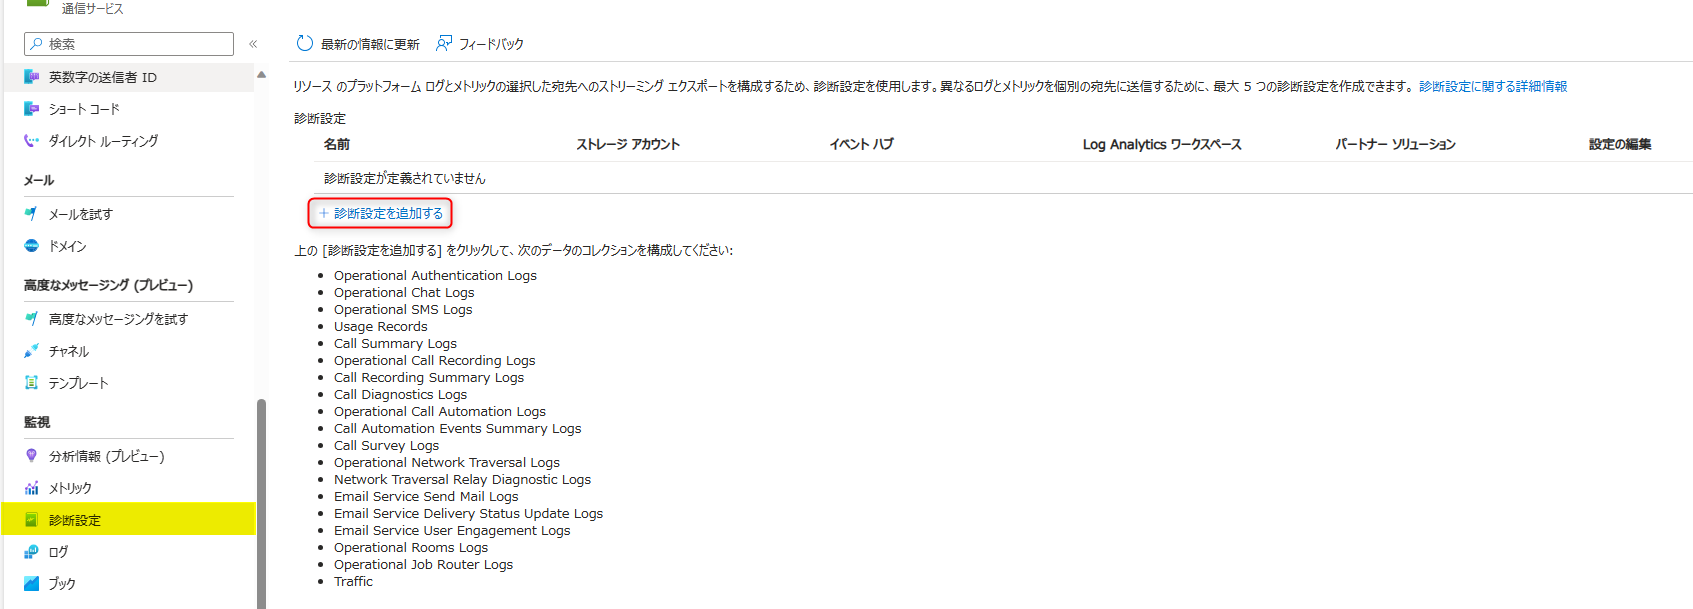 通信サービス
検索
«
最新の情報に更新
フィードバック
英数字の送信者 ID
ショート コード
ダイレクト ルーティング
メール
メールを試す
ドメイン
高度なメッセージング (プレビュー)
高度なメッセージングを試す
チャネル
テンプレート
監視
分析情報 (プレビュー)
メトリック
診断設定
ログ
ブック
リソース のプラットフォーム ログとメトリックの選択した宛先へのストリーミング エクスポートを構成するため、診断設定を使用します。異なるログとメトリックを個別の宛先に送信するために、最大 5 つの診断設定を作成できます。 診断設定に関する詳細情報
診断設定
名前 ストレージ アカウント イベント ハブ Log Analytics ワークスペース パートナー ソリューション 設定の編集
診断設定が定義されていません
+ 診断設定を追加する
上の [診断設定を追加する] をクリックして、次のデータのコレクションを構成してください:
• Operational Authentication Logs
• Operational Chat Logs
• Operational SMS Logs
• Usage Records
• Call Summary Logs
• Operational Call Recording Logs
• Call Recording Summary Logs
• Call Diagnostics Logs
• Operational Call Automation Logs
• Call Automation Events Summary Logs
• Call Survey Logs
• Operational Network Traversal Logs
• Network Traversal Relay Diagnostic Logs
• Email Service Send Mail Logs
• Email Service Delivery Status Update Logs
• Email Service User Engagement Logs
• Operational Rooms Logs
• Operational Job Router Logs
• Traffic